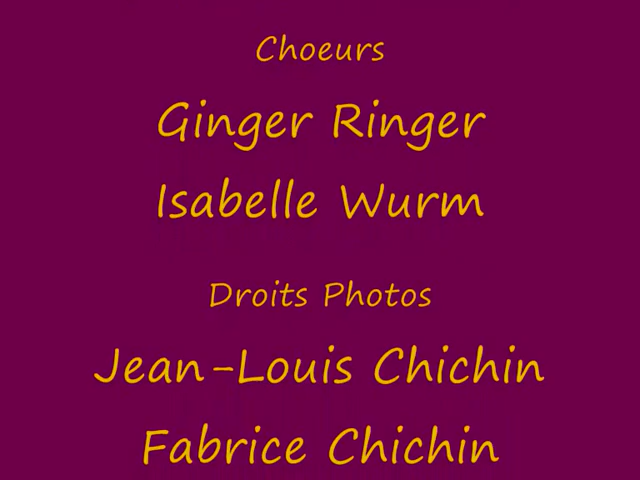 Choeurs
Ginger Ringer
Isabelle Wurm
Droits Photos
Jean-Louis Chichin
Fabrice Chichin